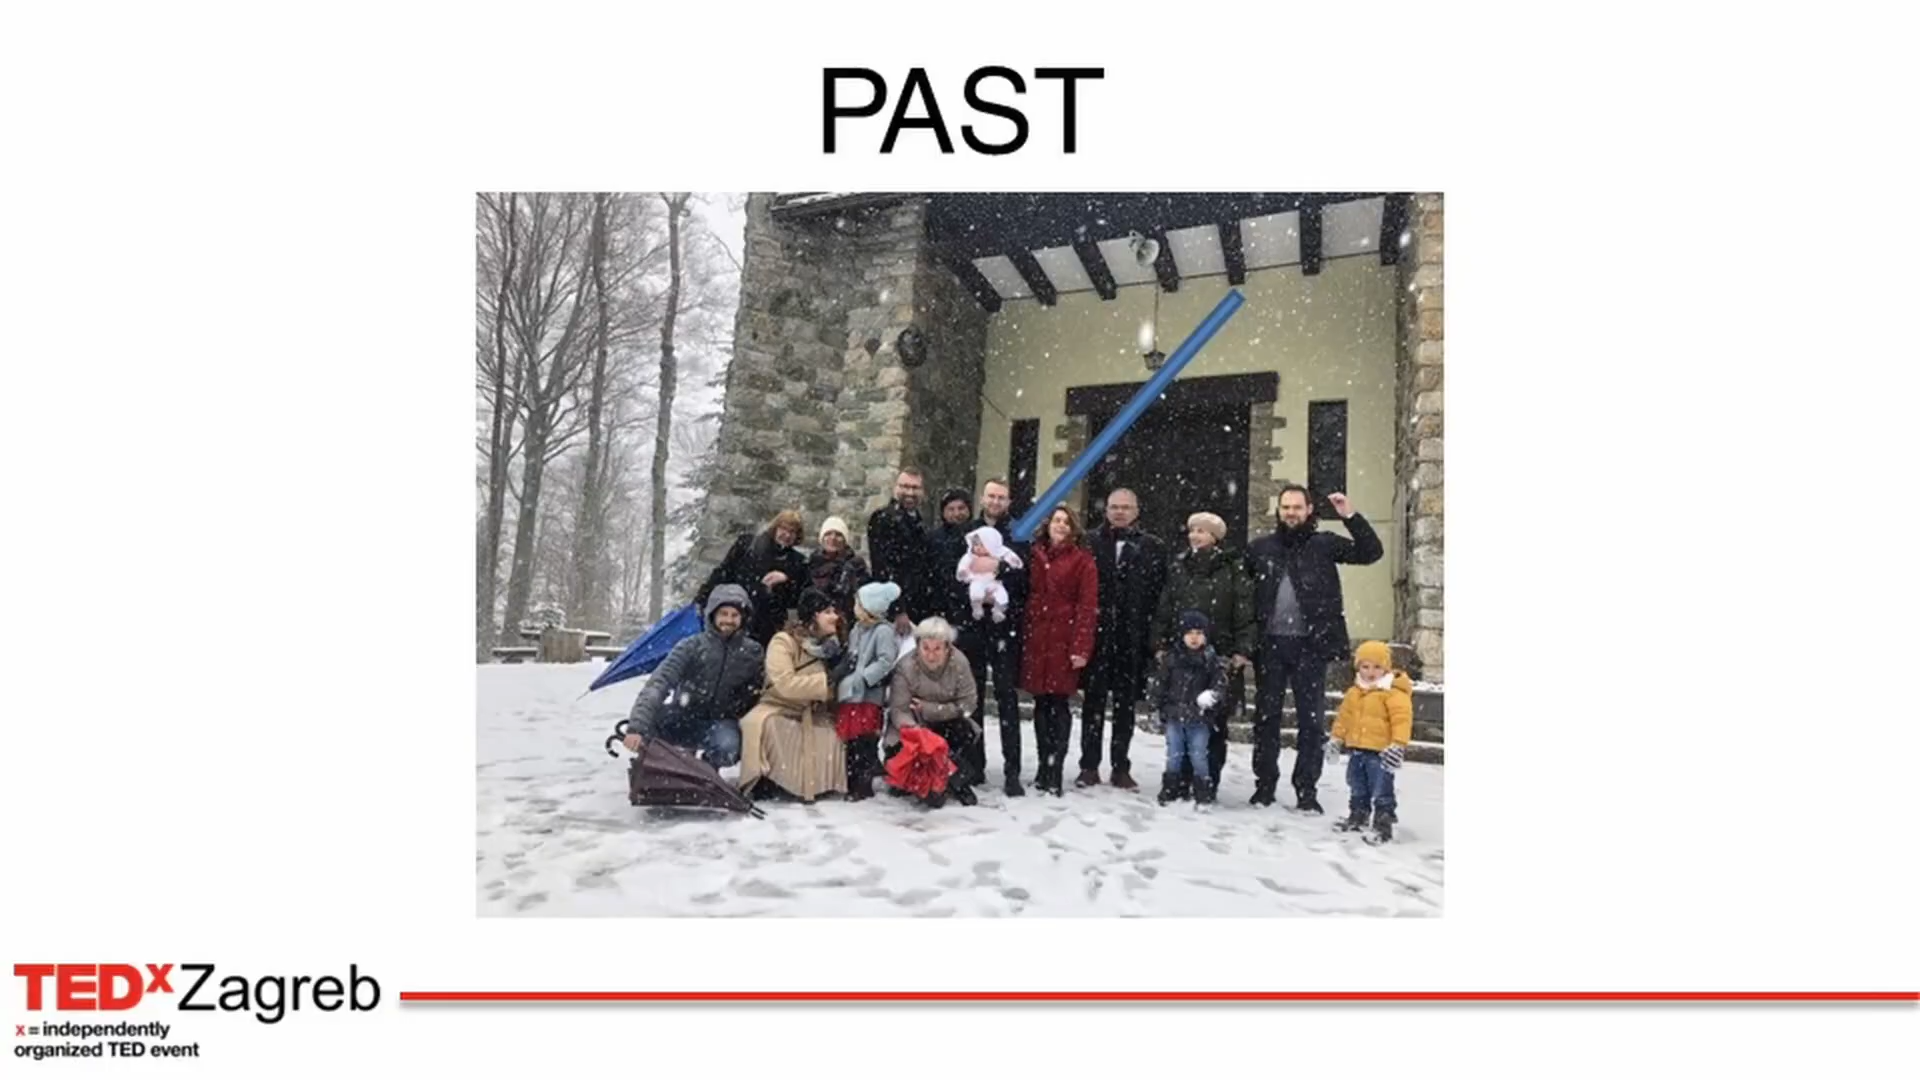 PAST
TEDxZagreb
x = independently
organized TED event